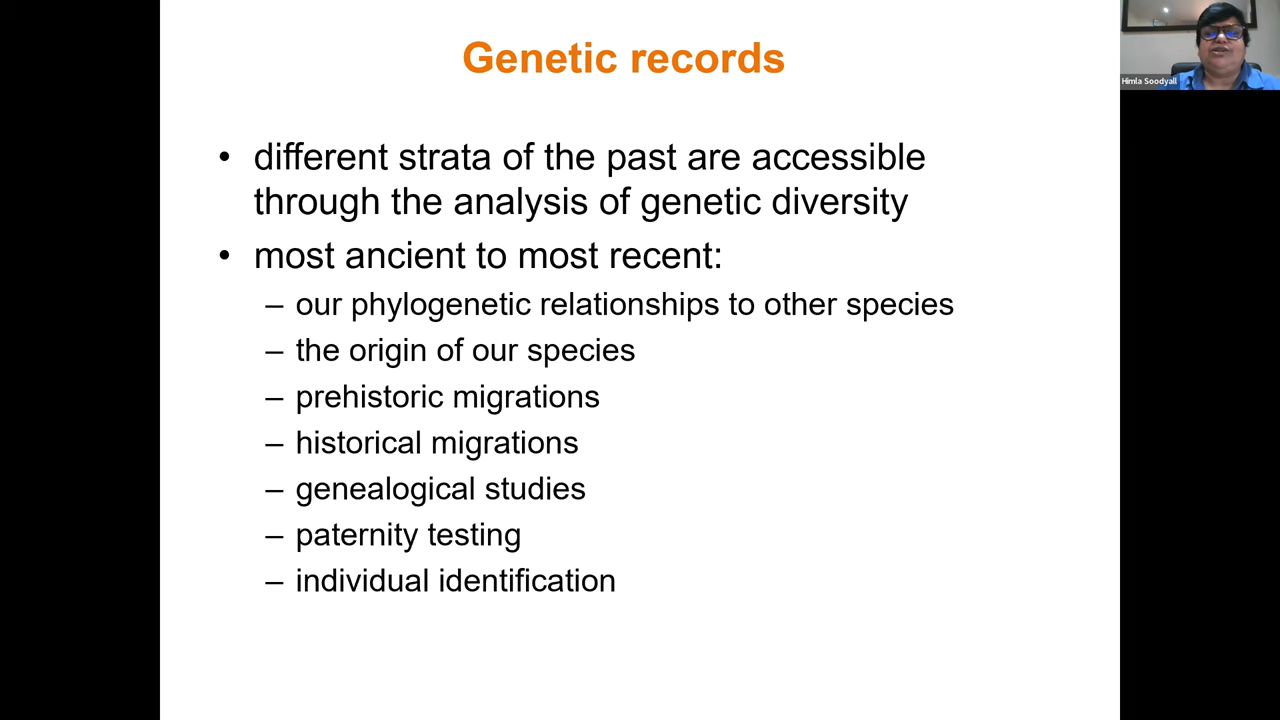 Genetic records
Himla Soodyall
• different strata of the past are accessible
through the analysis of genetic diversity
• most ancient to most recent:
– our phylogenetic relationships to other species
– the origin of our species
– prehistoric migrations
– historical migrations
– genealogical studies
– paternity testing
– individual identification